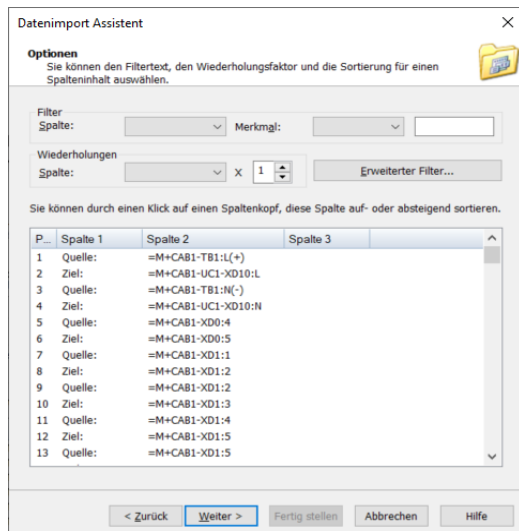 Datenimport Assistent
Optionen
Sie können den Filtertext, den Wiederholungsfaktor und die Sortierung für einen
Spalteninhalt auswählen.
Filter
Spalte: Merkmal:
Wiederholungen
Spalte: X 1 Erweiterter Filter...
Sie können durch einen Klick auf einen Spaltenkopf, diese Spalte auf- oder absteigend sortieren.
P... Spalte 1 Spalte 2 Spalte 3
1 Quelle: =M+CAB1-TB1:L(+)
2 Ziel: =M+CAB1-UC1-XD10:L
3 Quelle: =M+CAB1-TB1:N(-)
4 Ziel: =M+CAB1-UC1-XD10:N
5 Quelle: =M+CAB1-XD0:4
6 Ziel: =M+CAB1-XD0:5
7 Quelle: =M+CAB1-XD1:1
8 Ziel: =M+CAB1-XD1:2
9 Quelle: =M+CAB1-XD1:2
10 Ziel: =M+CAB1-XD1:3
11 Quelle: =M+CAB1-XD1:4
12 Ziel: =M+CAB1-XD1:5
13 Quelle: =M+CAB1-XD1:5
< Zurück Weiter > Fertig stellen Abbrechen Hilfe